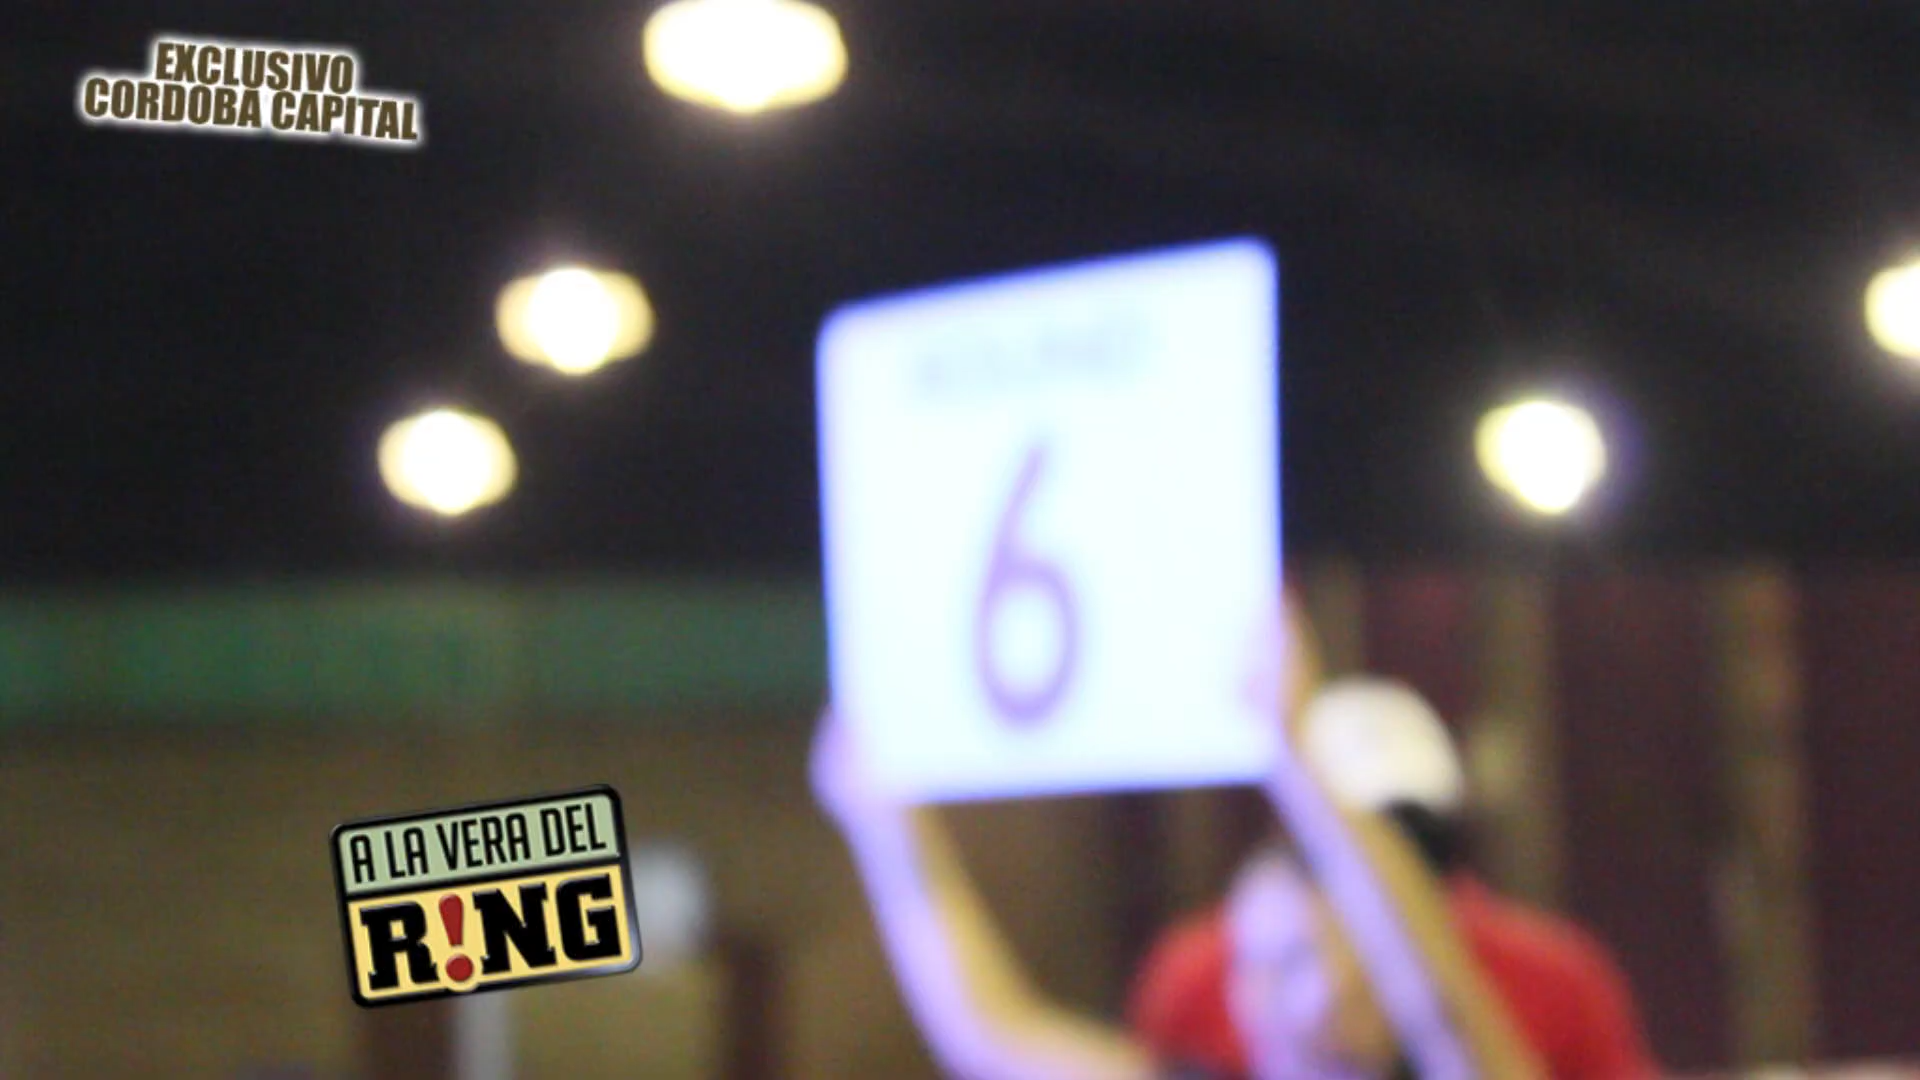 EXCLUSIVO
CORDOBA CAPITAL
6
A LA VERA DEL
R!NG